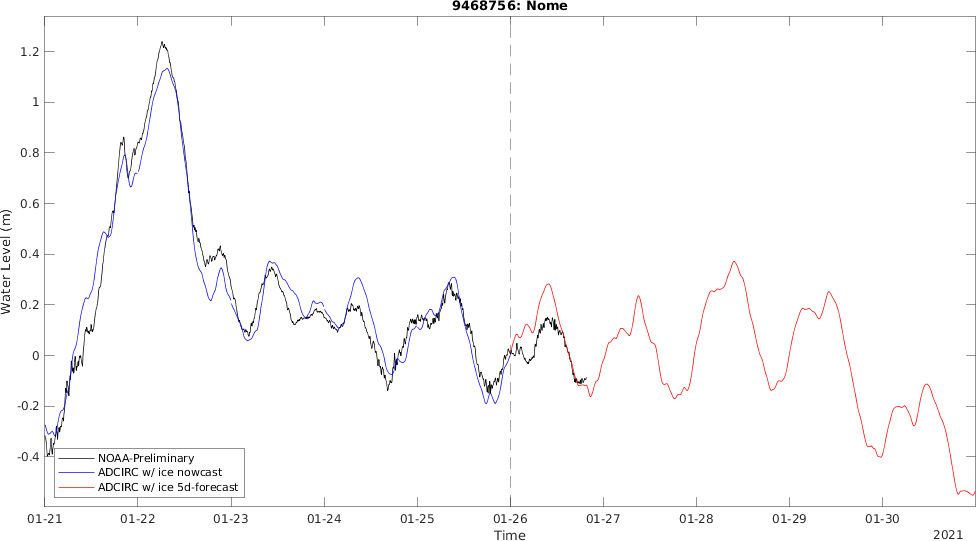 9468756: Nome
1.2
1
0.8
0.6
0.4
0.2
0
-0.2
-0.4
Water Level (m)
NOAA-Preliminary
ADCIRC w/ ice nowcast
ADCIRC w/ ice 5d-forecast
01-21 01-22 01-23 01-24 01-25 01-26 01-27 01-28 01-29 01-30
Time
2021